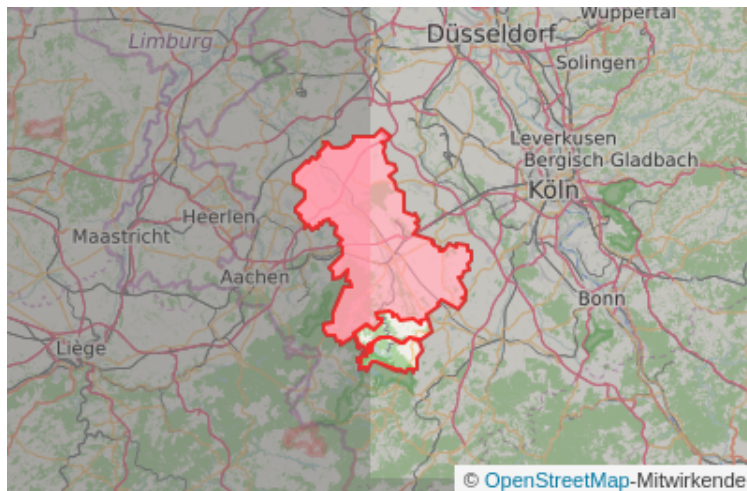 Wuppertal
Düsseldorf
Limburg
Solingen
Leverkusen
Bergisch Gladbach
Köln
Heerlen
Maastricht
Aachen
Bonn
Liège
© OpenStreetMap-Mitwirkende